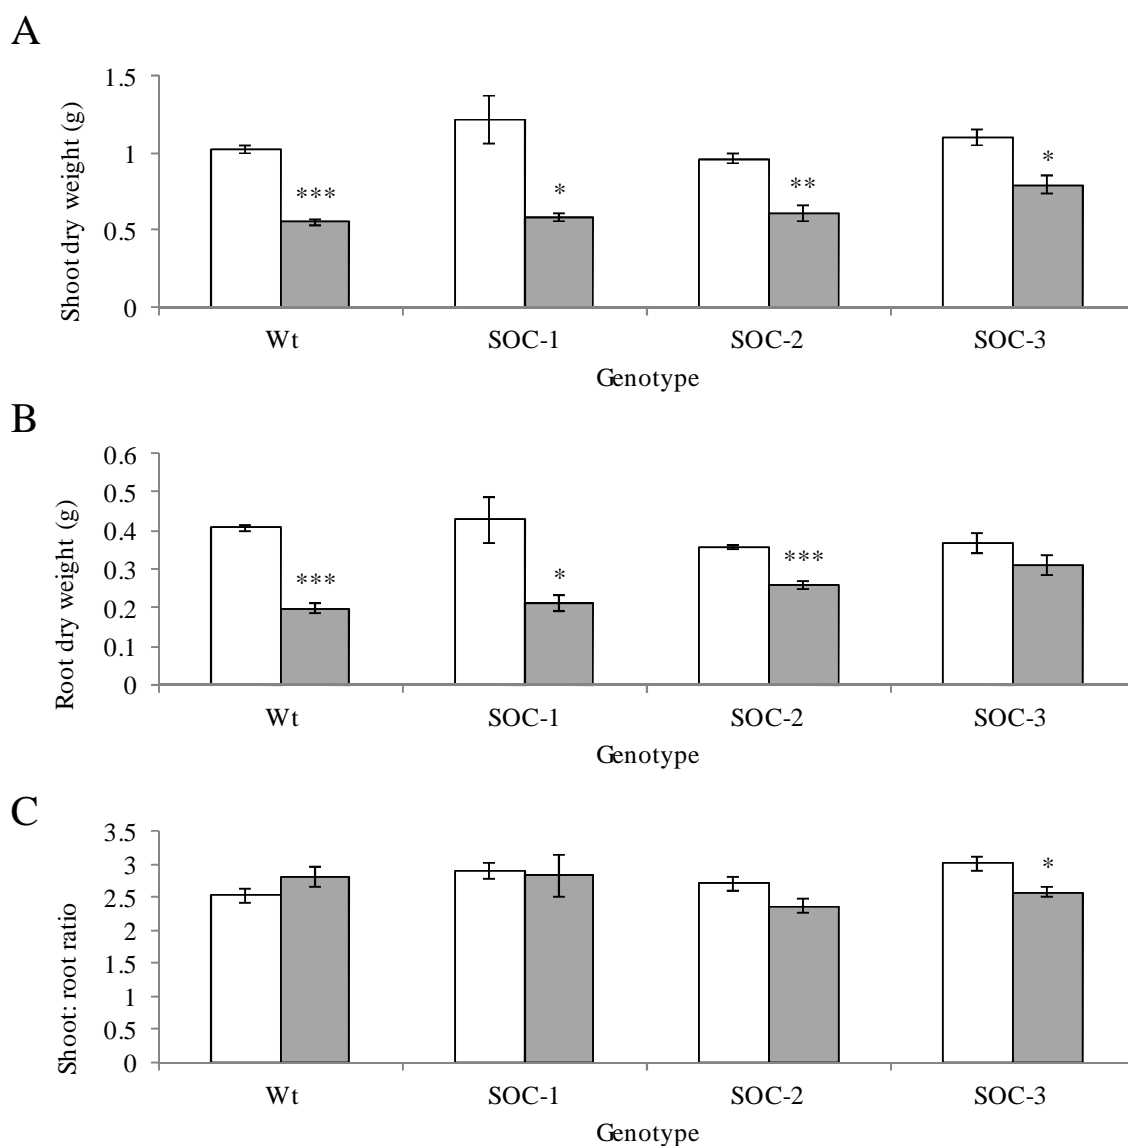 A
Shoot dry weight (g)
1.5
1
0.5
0
***
*
**
*
Wt SOC-1 SOC-2 SOC-3
Genotype
B
Root dry weight (g)
0.6
0.5
0.4
0.3
0.2
0.1
0
***
*
***
Wt SOC-1 SOC-2 SOC-3
Genotype
C
Shoot: root ratio
3.5
3
2.5
2
1.5
1
0.5
0
*
Wt SOC-1 SOC-2 SOC-3
Genotype